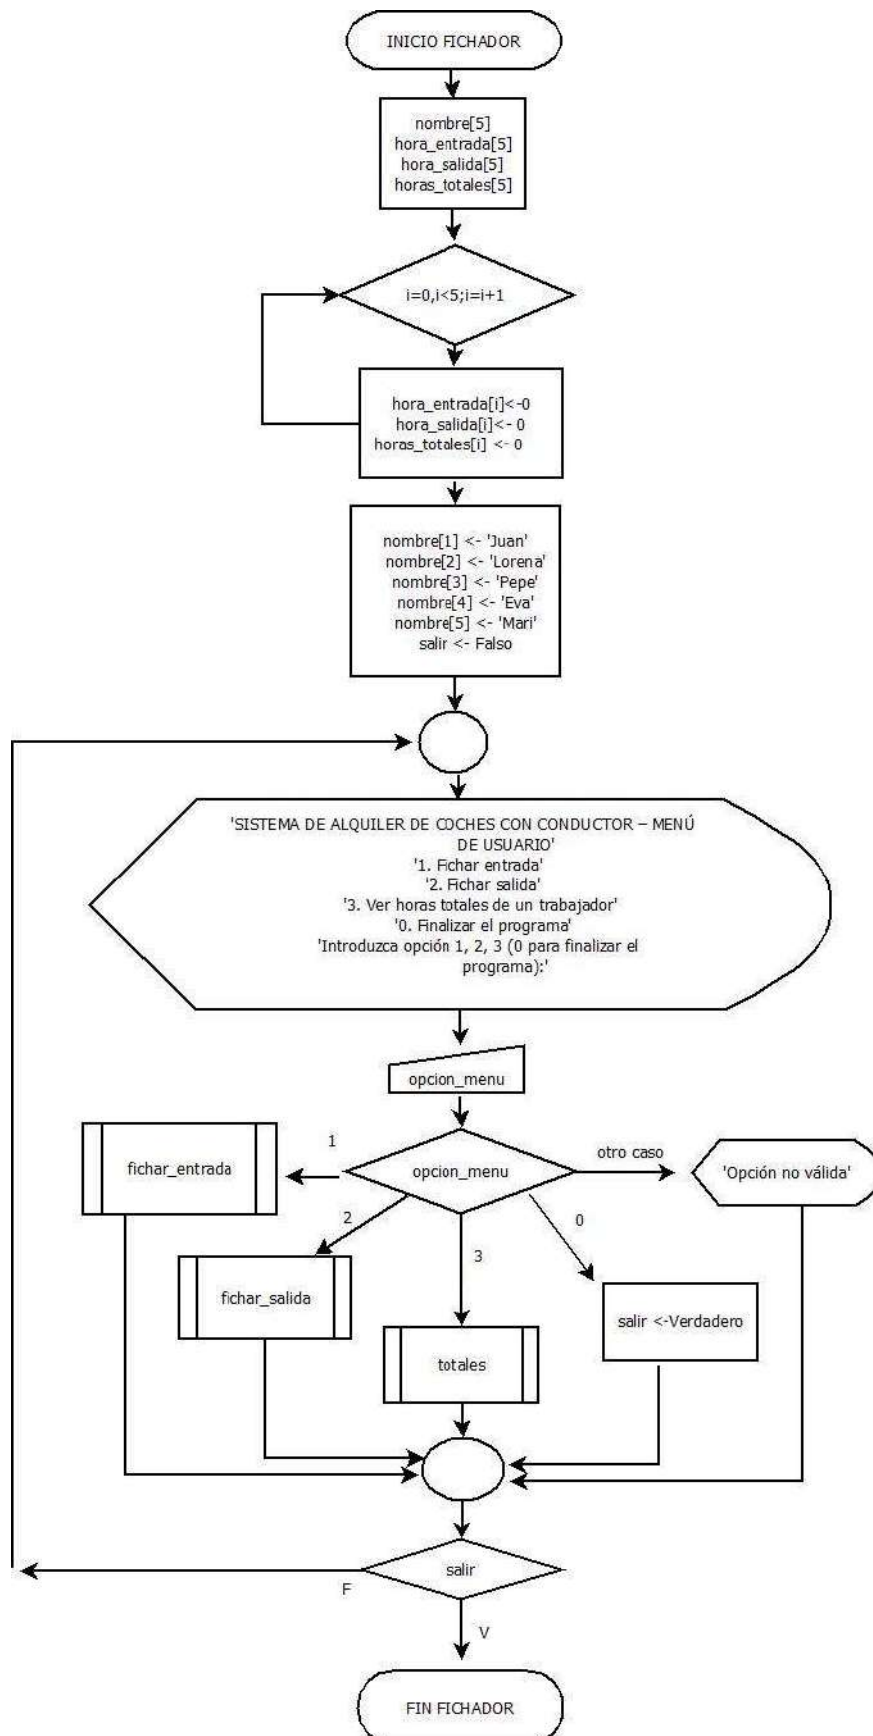 INICIO FICHADOR
nombre[5]
hora_entrada[5]
hora_salida[5]
horas_totales[5]
i=0,i<5;i=i+1
hora_entrada[i]<-0
hora_salida[i]<- 0
horas_totales[i] <- 0
nombre[1] <- 'Juan'
nombre[2] <- 'Lorena'
nombre[3] <- 'Pepe'
nombre[4] <- 'Eva'
nombre[5] <- 'Mari'
salir <- Falso
'SISTEMA DE ALQUILER DE COCHES CON CONDUCTOR – MENÚ
DE USUARIO'
'1. Fichar entrada'
'2. Fichar salida'
'3. Ver horas totales de un trabajador'
'0. Finalizar el programa'
'Introduzca opción 1, 2, 3 (0 para finalizar el
programa):'
opcion_menu
opcion_menu
1
fichar_entrada
otro caso
'Opción no válida'
2
fichar_salida
3
totales
0
salir <-Verdadero
salir
F
V
FIN FICHADOR